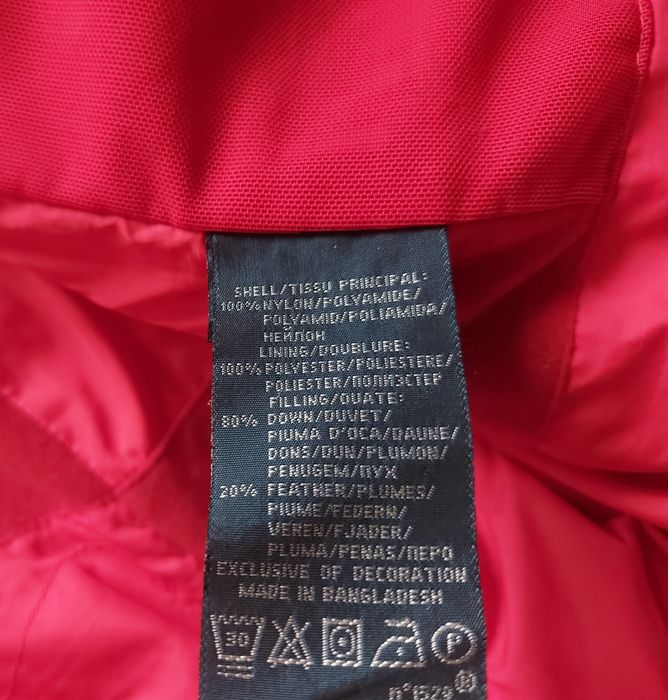 SHELL/TISSU PRINCIPAL:
100% NYLON/POLYAMIDE/
POLYAMID/POLIAMIDA/
НЕЙЛОН
LINING/DOUBLURE:
100% POLYESTER/POLIESTERE/
POLIESTER/ПОЛИЭСТЕР
FILLING/OUATE:
80% DOWN/DUVET/
PIUMA D'OCA/DAUNE/
DONS/DUN/PLUMON/
PENUGEM/ПУХ
20% FEATHER/PLUMES/
PIUME/FEDERN/
VEREN/FJADER/
PLUMA/PENAS/ПЕРО
EXCLUSIVE OF DECORATION
MADE IN BANGLADESH
30 P